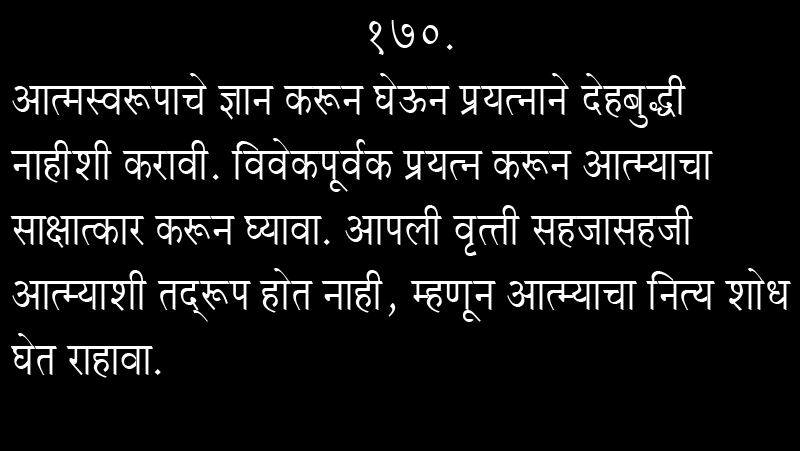 १७०.
आत्मस्वरूपाचे ज्ञान करून घेऊन प्रयत्नाने देहबुद्धी
नाहीशी करावी. विवेकपूर्वक प्रयत्न करून आत्म्याचा
साक्षात्कार करून घ्यावा. आपली वृत्ती सहजासहजी
आत्म्याशी तद्‌रूप होत नाही, म्हणून आत्म्याचा नित्य शोध
घेत राहावा.